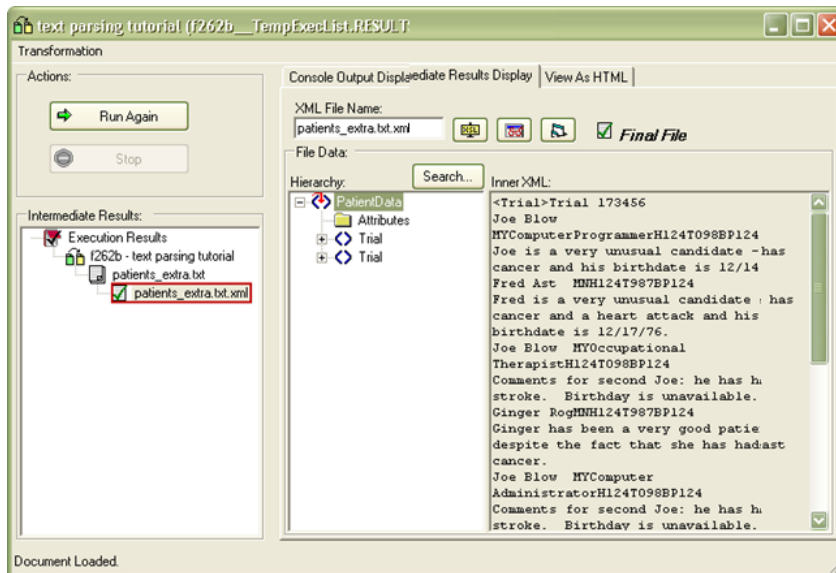 text parsing tutorial (f262b__TempExecList.RESULT
Transformation
Actions:
Run Again
Stop
Intermediate Results:
Execution Results
f262b - text parsing tutorial
patients_extra.txt
patients_extra.txt.xml
Console Output Displa ediate Results Display View As HTML
XML File Name:
patients_extra.txt.xml
XSL
Final File
File Data:
Hierarchy:
Search...
PatientData
Attributes
Trial
Trial
Inner XML:
<Trial>Trial 173456
Joe Blow
MYComputerProgrammerH124T098BP124
Joe is a very unusual candidate - has
cancer and his birthdate is 12/14
Fred Ast MNH124T987BP124
Fred is a very unusual candidate has
cancer and a heart attack and his
birthdate is 12/17/76.
Joe Blow MYOccupational
TherapistH124T098BP124
Comments for second Joe: he has h
stroke. Birthday is unavailable.
Ginger RogMNH124T987BP124
Ginger has been a very good patie
despite the fact that she has had ast
cancer.
Joe Blow MYComputer
AdministratorH124T098BP124
Comments for second Joe: he has h
stroke. Birthday is unavailable.
Document Loaded.